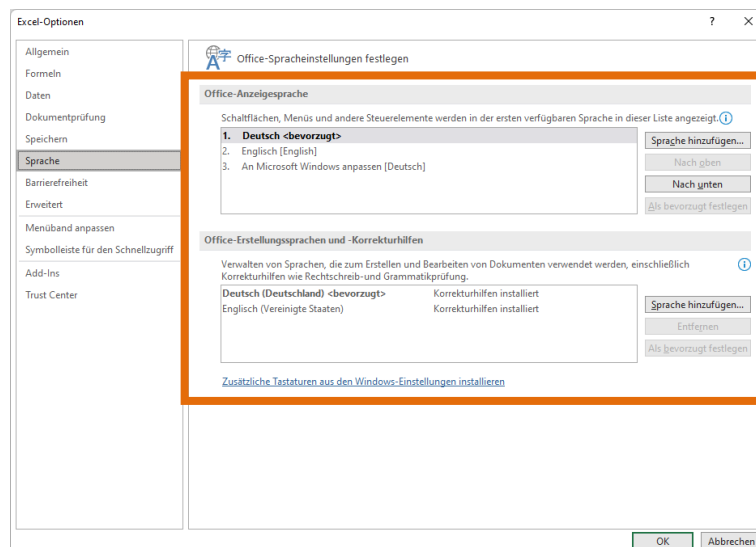 Excel-Optionen
?
Allgemein
Formeln
Daten
Dokumentprüfung
Speichern
Sprache
Barrierefreiheit
Erweitert
Menüband anpassen
Symbolleiste für den Schnellzugriff
Add-Ins
Trust Center
Office-Spracheinstellungen festlegen
Office-Anzeigesprache
Schaltflächen, Menüs und andere Steuerelemente werden in der ersten verfügbaren Sprache in dieser Liste angezeigt.
1. Deutsch <bevorzugt>
2. Englisch [English]
3. An Microsoft Windows anpassen [Deutsch]
Sprache hinzufügen...
Nach oben
Nach unten
Als bevorzugt festlegen
Office-Erstellungssprachen und -Korrekturhilfen
Verwalten von Sprachen, die zum Erstellen und Bearbeiten von Dokumenten verwendet werden, einschließlich
Korrekturhilfen wie Rechtschreib-und Grammatikprüfung.
Deutsch (Deutschland) <bevorzugt> Korrekturhilfen installiert
Englisch (Vereinigte Staaten) Korrekturhilfen installiert
Sprache hinzufügen...
Entfernen
Als bevorzugt festlegen
Zusätzliche Tastaturen aus den Windows-Einstellungen installieren
OK
Abbrechen